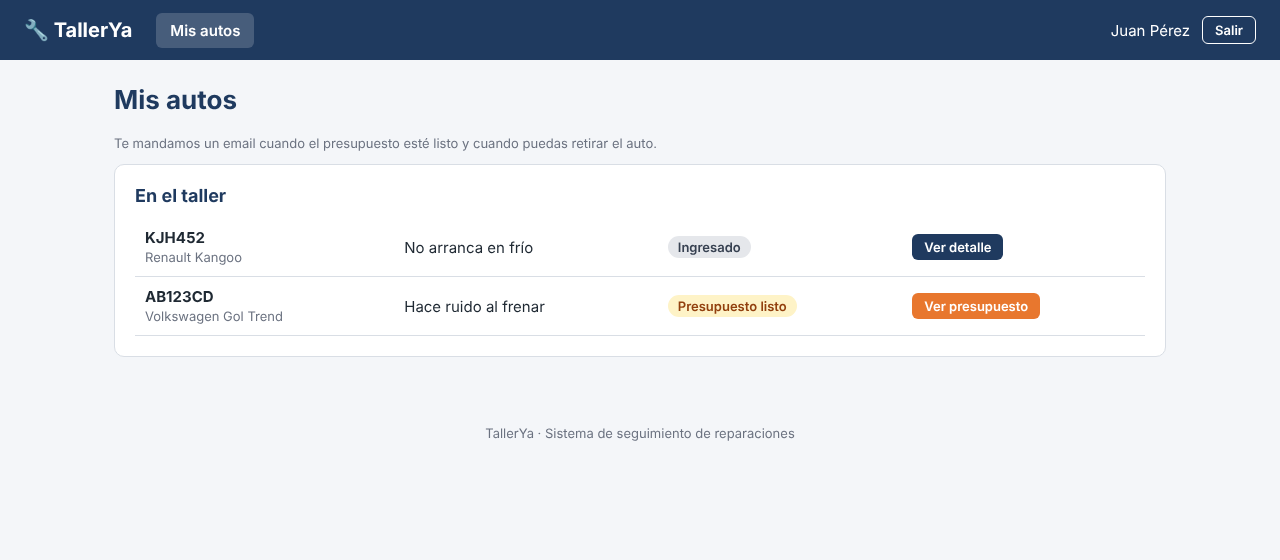 TallerYa
Mis autos
Juan Pérez
Salir
Mis autos
Te mandamos un email cuando el presupuesto esté listo y cuando puedas retirar el auto.
En el taller
KJH452
Renault Kangoo
No arranca en frío
Ingresado
Ver detalle
AB123CD
Volkswagen Gol Trend
Hace ruido al frenar
Presupuesto listo
Ver presupuesto
TallerYa · Sistema de seguimiento de reparaciones